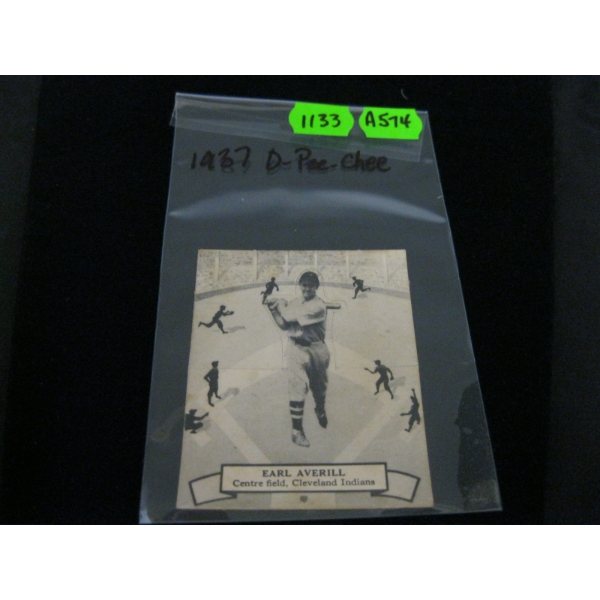 1133 A574
1937 O-Pee-Chee
EARL AVERILL
Centre field, Cleveland Indians